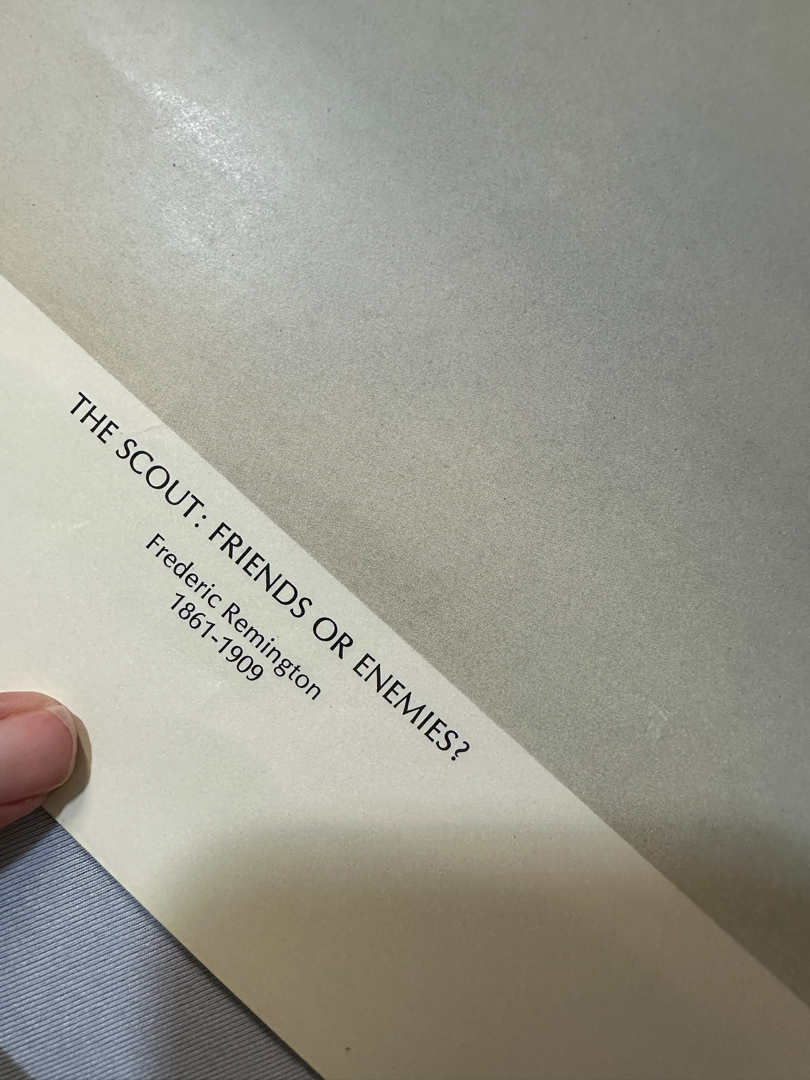 THE SCOUT: FRIENDS OR ENEMIES?
Frederic Remington
1861-1909